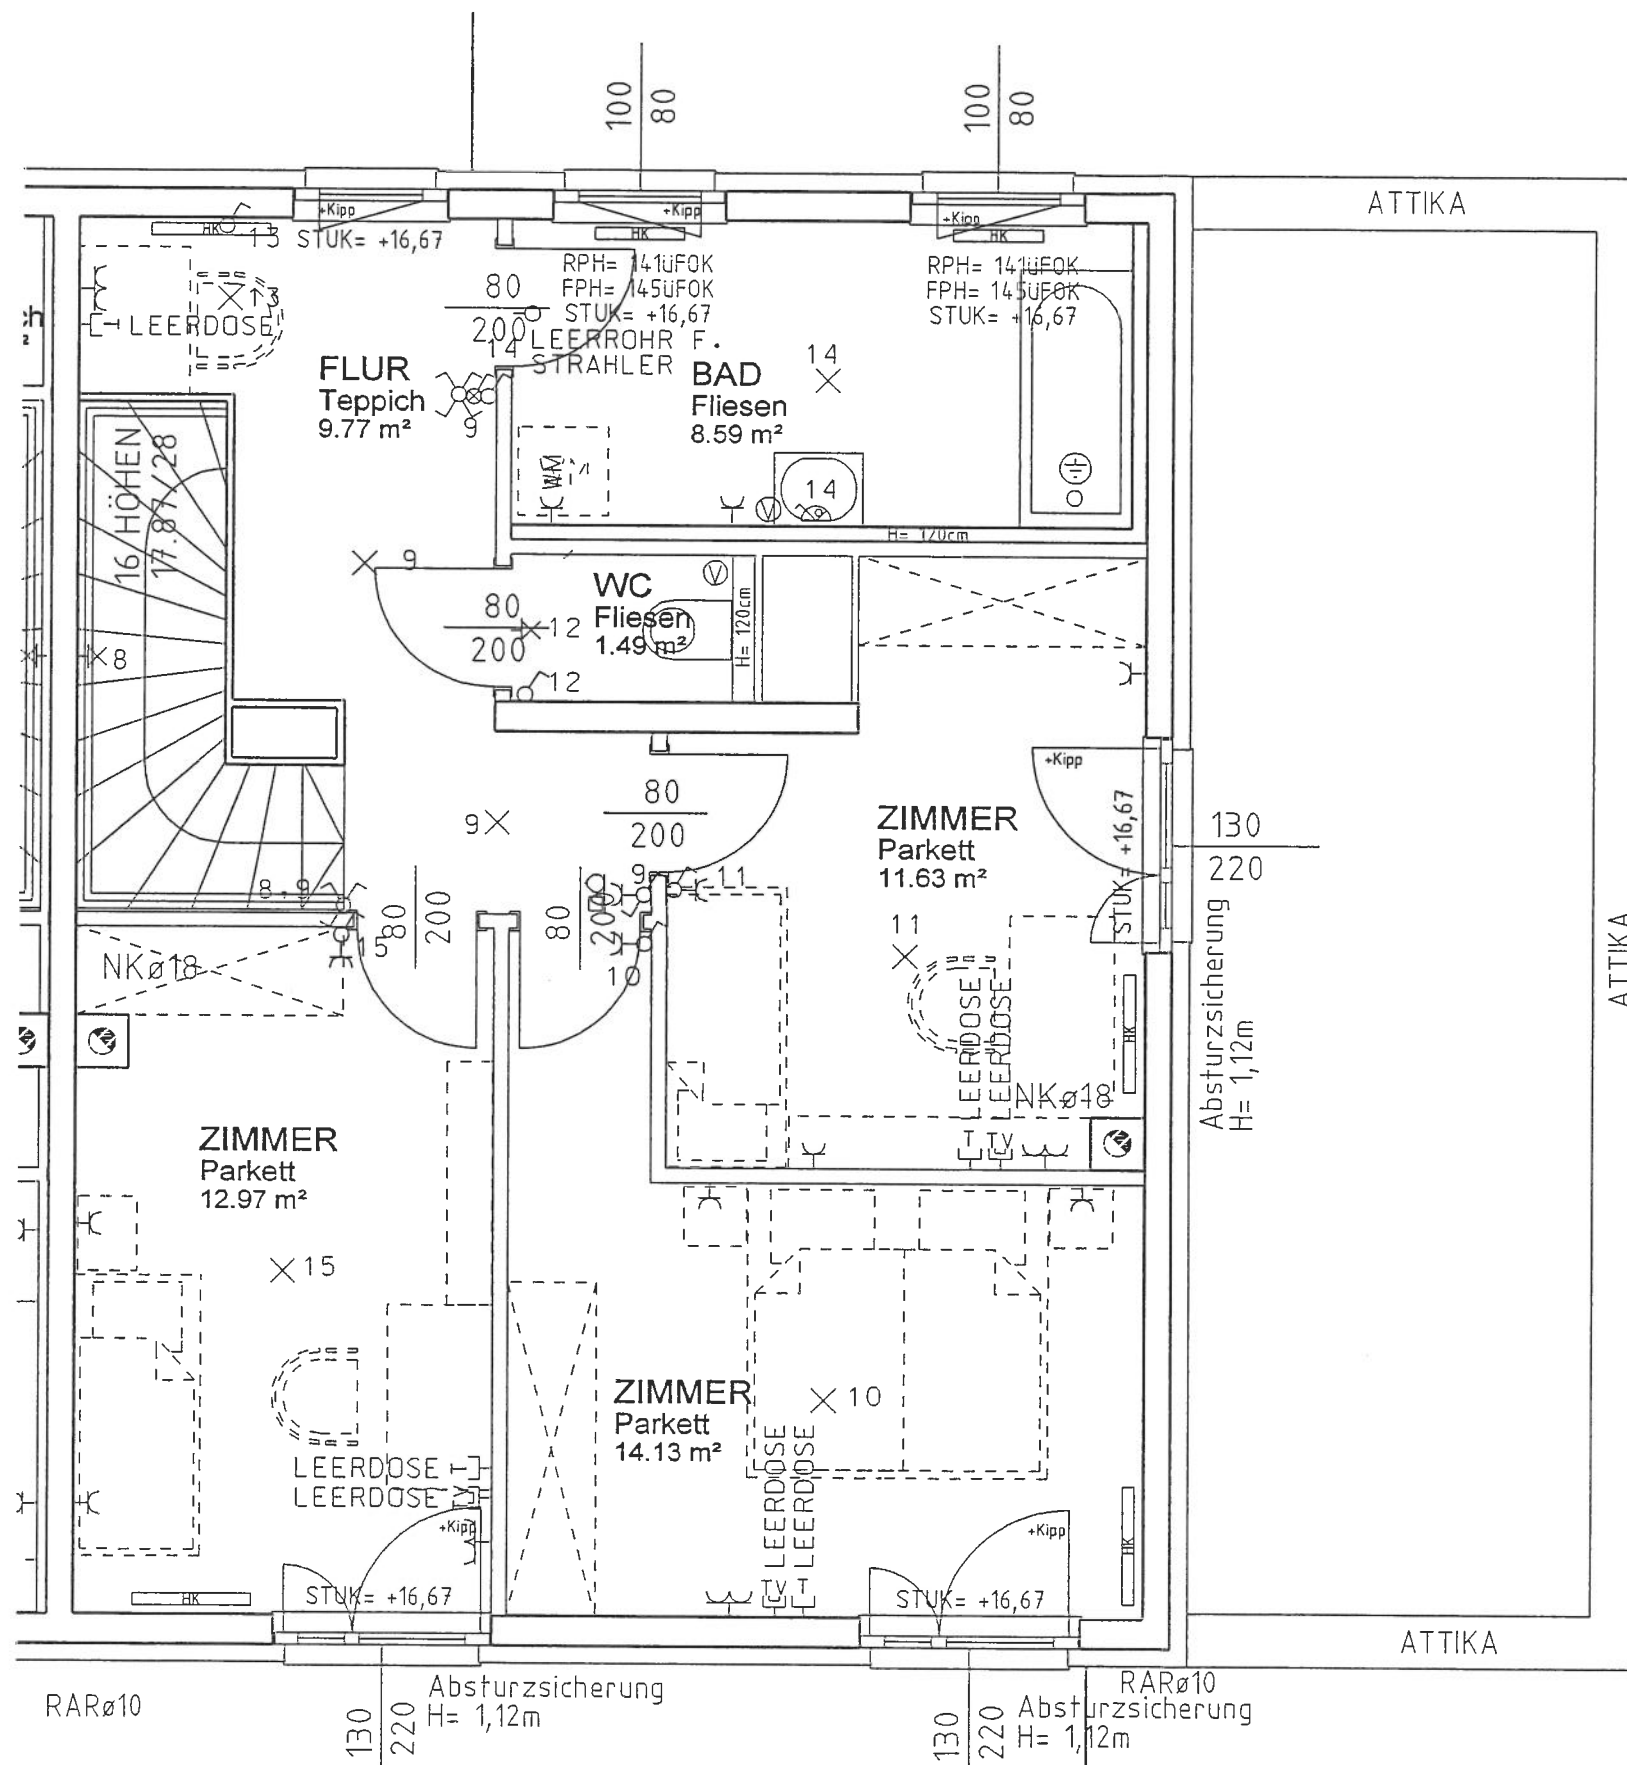 100
80
100
80
ATTIKA
+Kipp
+Kipp
+Kipp
HK
13
STUK= +16,67
HK
HK
RPH= 141üFOK
FPH= 145üFOK
STUK= +16,67
RPH= 141üFOK
FPH= 145üFOK
STUK= +16,67
80
200
13
LEERDOSE
14
LEERROHR F.
STRAHLER
FLUR
Teppich
9.77 m²
9
BAD
Fliesen
8.59 m²
14
16 HÖHEN
17.87/28
WM
14
H= 120cm
9
WC
Fliesen
1.49 m²
H= 120cm
80
200
12
12
8
+Kipp
80
200
9
ZIMMER
Parkett
11.63 m²
STUK= +16,67
130
220
8.9
80
200
80
200
9
11
11
15
10
NKø18
LEERDOSE
LEERDOSE
HK
NKø18
Absturzsicherung
H= 1,12m
ATTIKA
T
TV
ZIMMER
Parkett
12.97 m²
15
ZIMMER
Parkett
14.13 m²
10
LEERDOSE T
LEERDOSE TV
LEERDOSE
LEERDOSE
TV
T
+Kipp
+Kipp
HK
HK
STUK= +16,67
STUK= +16,67
ATTIKA
RARø10
130
220
Absturzsicherung
H= 1,12m
130
220
RARø10
Absturzsicherung
H= 1,12m